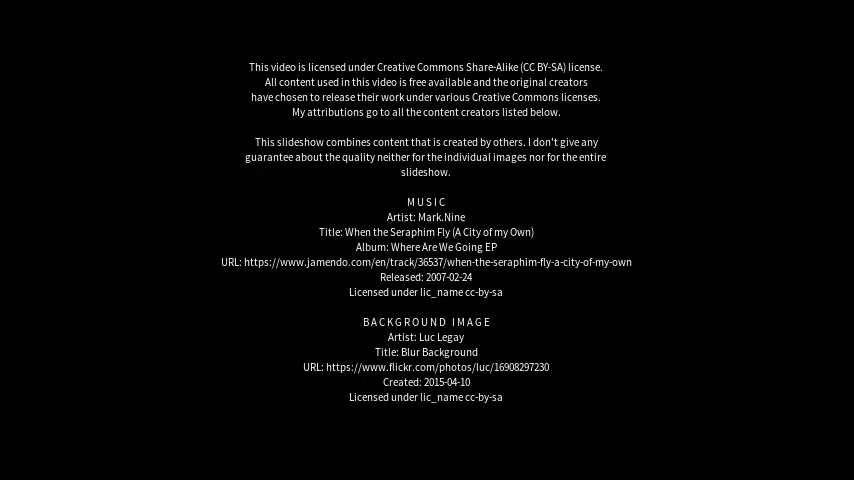 This video is licensed under Creative Commons Share-Alike (CC BY-SA) license.
All content used in this video is free available and the original creators
have chosen to release their work under various Creative Commons licenses.
My attributions go to all the content creators listed below.
This slideshow combines content that is created by others. I don't give any
guarantee about the quality neither for the individual images nor for the entire
slideshow.
M U S I C
Artist: Mark.Nine
Title: When the Seraphim Fly (A City of my Own)
Album: Where Are We Going EP
URL: https://www.jamendo.com/en/track/36537/when-the-seraphim-fly-a-city-of-my-own
Released: 2007-02-24
Licensed under lic_name cc-by-sa
B A C K G R O U N D   I M A G E
Artist: Luc Legay
Title: Blur Background
URL: https://www.flickr.com/photos/luc/16908297230
Created: 2015-04-10
Licensed under lic_name cc-by-sa